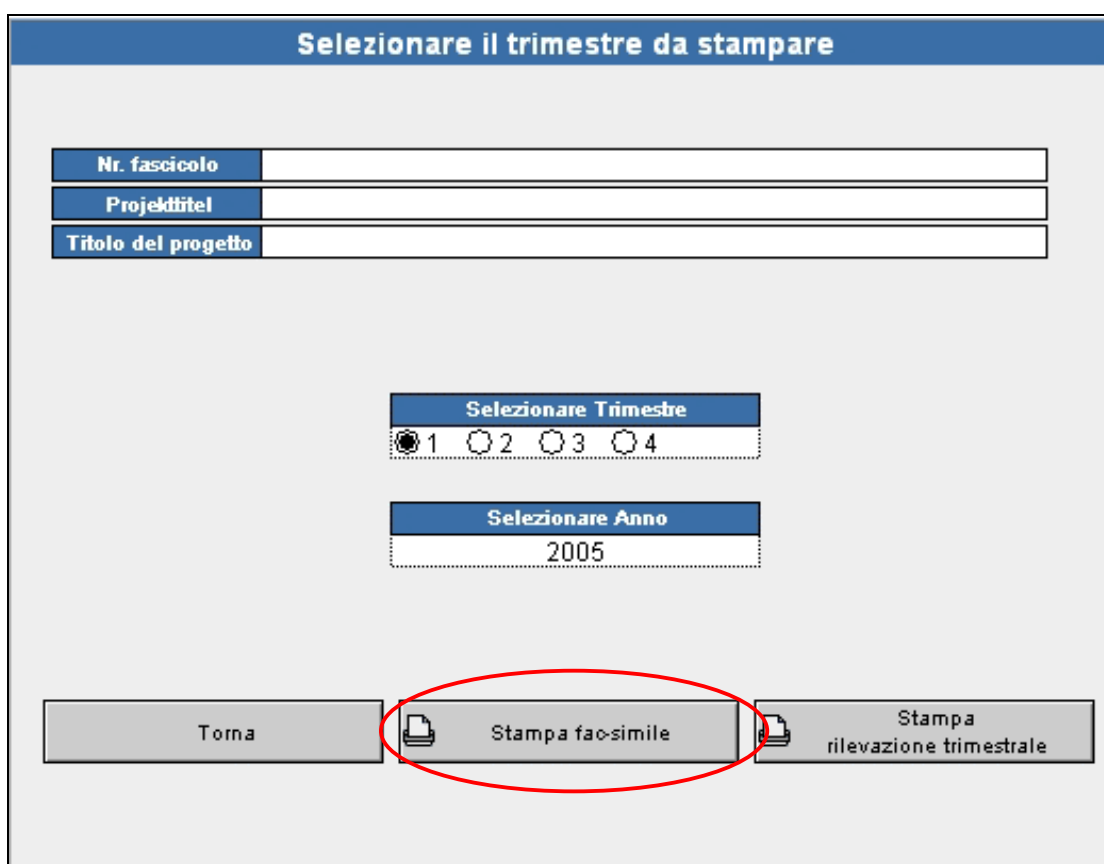 Selezionare il trimestre da stampare
Nr. fascicolo
Projekttitel
Titolo del progetto
Selezionare Trimestre
1 2 3 4
Selezionare Anno
2005
Torna
Stampa fac-simile
Stampa
rilevazione trimestrale